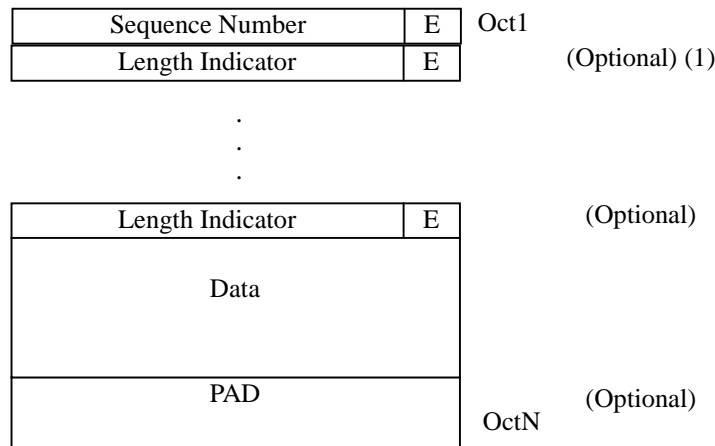 Sequence Number E Oct1
Length Indicator E (Optional) (1)
.
.
.
Length Indicator E (Optional)
Data
PAD (Optional)
OctN